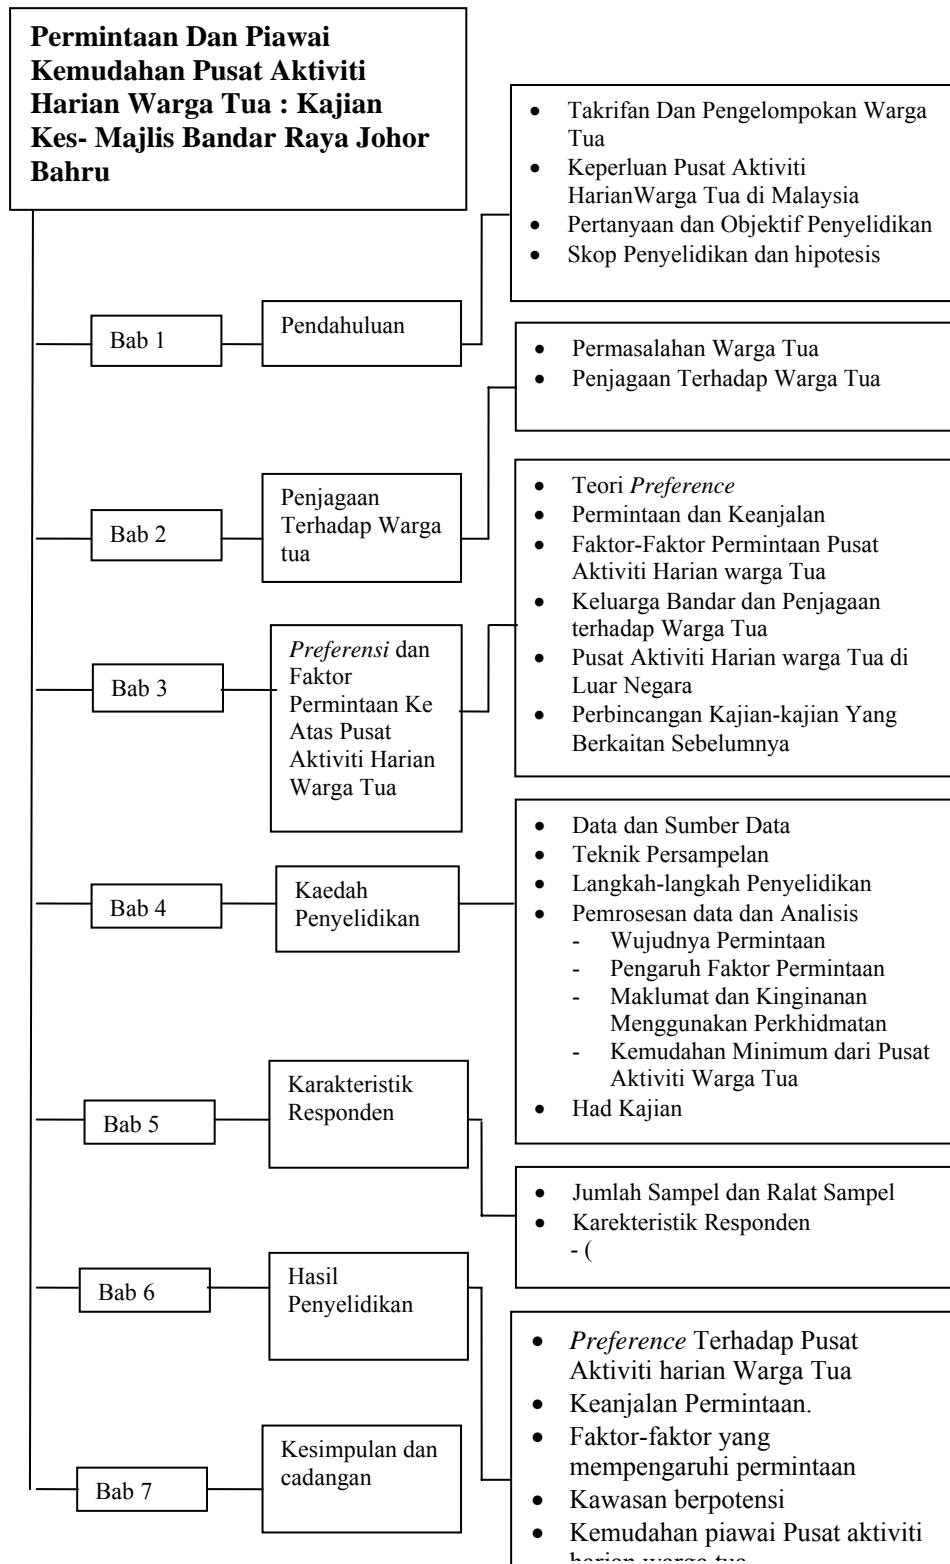 Permintaan Dan Piawai
Kemudahan Pusat Aktiviti
Harian Warga Tua : Kajian
Kes- Majlis Bandar Raya Johor
Bahru
• Takrifan Dan Pengelompokan Warga
Tua
• Keperluan Pusat Aktiviti
HarianWarga Tua di Malaysia
• Pertanyaan dan Objektif Penyelidikan
• Skop Penyelidikan dan hipotesis
Bab 1
Pendahuluan
• Permasalahan Warga Tua
• Penjagaan Terhadap Warga Tua
Bab 2
Penjagaan
Terhadap Warga
tua
• Teori Preference
• Permintaan dan Keanjalan
• Faktor-Faktor Permintaan Pusat
Aktiviti Harian warga Tua
• Keluarga Bandar dan Penjagaan
terhadap Warga Tua
• Pusat Aktiviti Harian warga Tua di
Luar Negara
• Perbincangan Kajian-kajian Yang
Berkaitan Sebelumnya
Bab 3
Preferensi dan
Faktor
Permintaan Ke
Atas Pusat
Aktiviti Harian
Warga Tua
• Data dan Sumber Data
• Teknik Persampelan
• Langkah-langkah Penyelidikan
• Pemrosesan data dan Analisis
- Wujudnya Permintaan
- Pengaruh Faktor Permintaan
- Maklumat dan Kinginanan
Menggunakan Perkhidmatan
- Kemudahan Minimum dari Pusat
Aktiviti Warga Tua
• Had Kajian
Bab 4
Kaedah
Penyelidikan
Bab 5
Karakteristik
Responden
• Jumlah Sampel dan Ralat Sampel
• Karekteristik Responden
- (
Bab 6
Hasil
Penyelidikan
• Preference Terhadap Pusat
Aktiviti harian Warga Tua
• Keanjalan Permintaan.
• Faktor-faktor yang
mempengaruhi permintaan
• Kawasan berpotensi
• Kemudahan piawai Pusat aktiviti
harian warga tua
Bab 7
Kesimpulan dan
cadangan